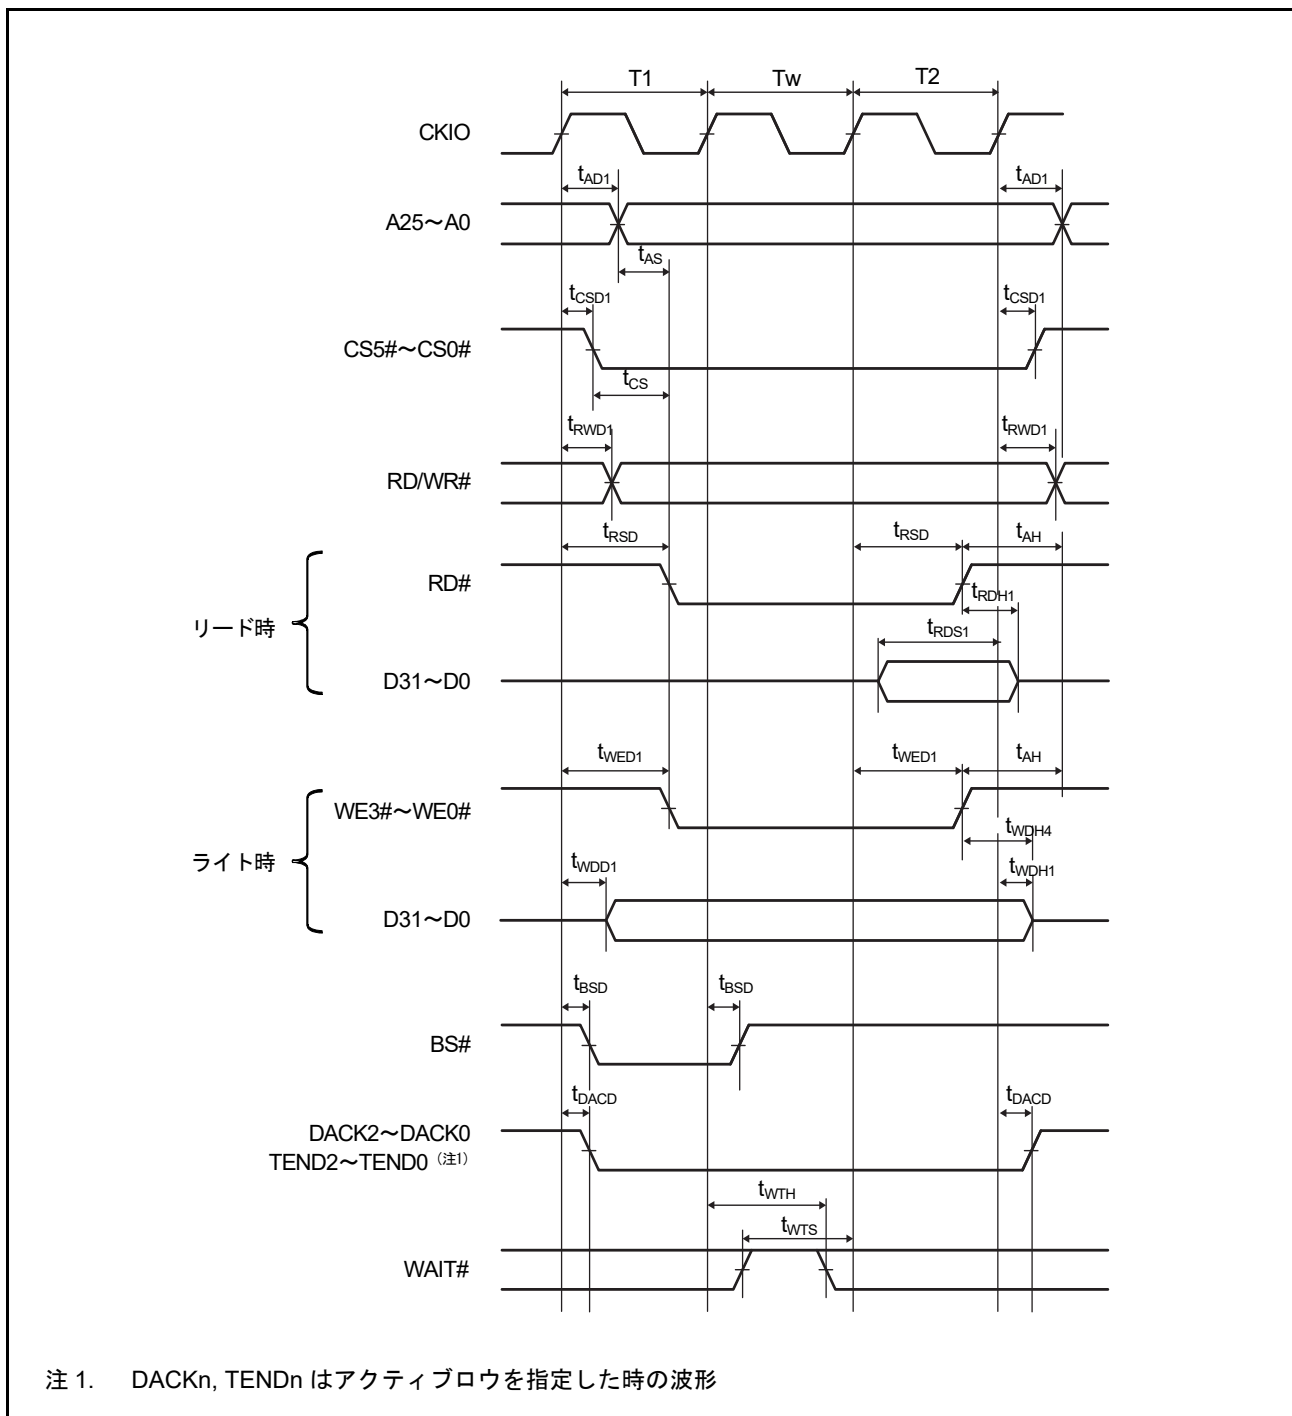 T1 Tw T2
CKIO
tAD1 tAD1
A25～A0
tAS
tCSD1 tCSD1
CS5#～CS0#
tCS
tRWD1 tRWD1
RD/WR#
tRSD tRSD tAH
RD#
tRDH1
リード時
tRDS1
D31～D0
tWED1 tWED1 tAH
WE3#～WE0#
tWDH4
ライト時
tWDD1 tWDH1
D31～D0
tBSD tBSD
BS#
tDACD tDACD
DACK2～DACK0
TEND2～TEND0（注1）
tWTH
tWTS
WAIT#
注 1. DACKn, TENDn はアクティブロウを指定した時の波形